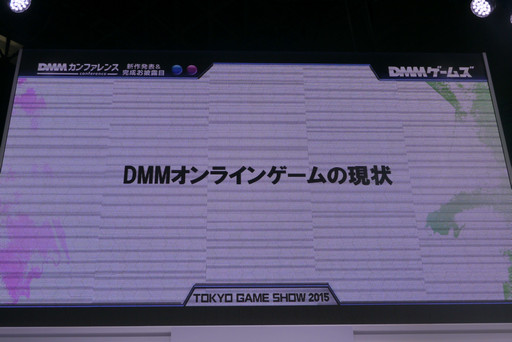 DMMカンファレンス
conference
新作発表&
完成お披露目
DMMゲームズ
DMMオンラインゲームの現状
TOKYO GAME SHOW 2015